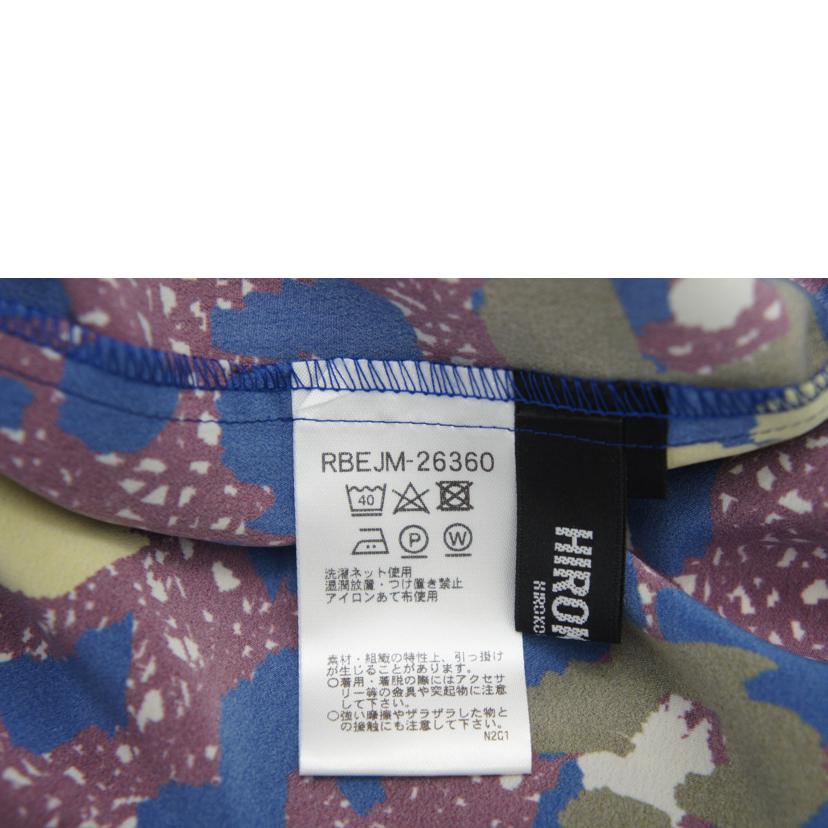 RBEJM-26360
40
P W
洗濯ネット使用
湿潤放置・つけ置き禁止
アイロンあて布使用
素材・組織の特性上、引っ掛け
が生じることがあります。
○着用・着脱の際にはアクセサ
リー等の金具や突起物に注意
して下さい。
○強い摩擦やザラザラした物と
の接触にも注意して下さい。
N2C1
HIROK
HIROKO